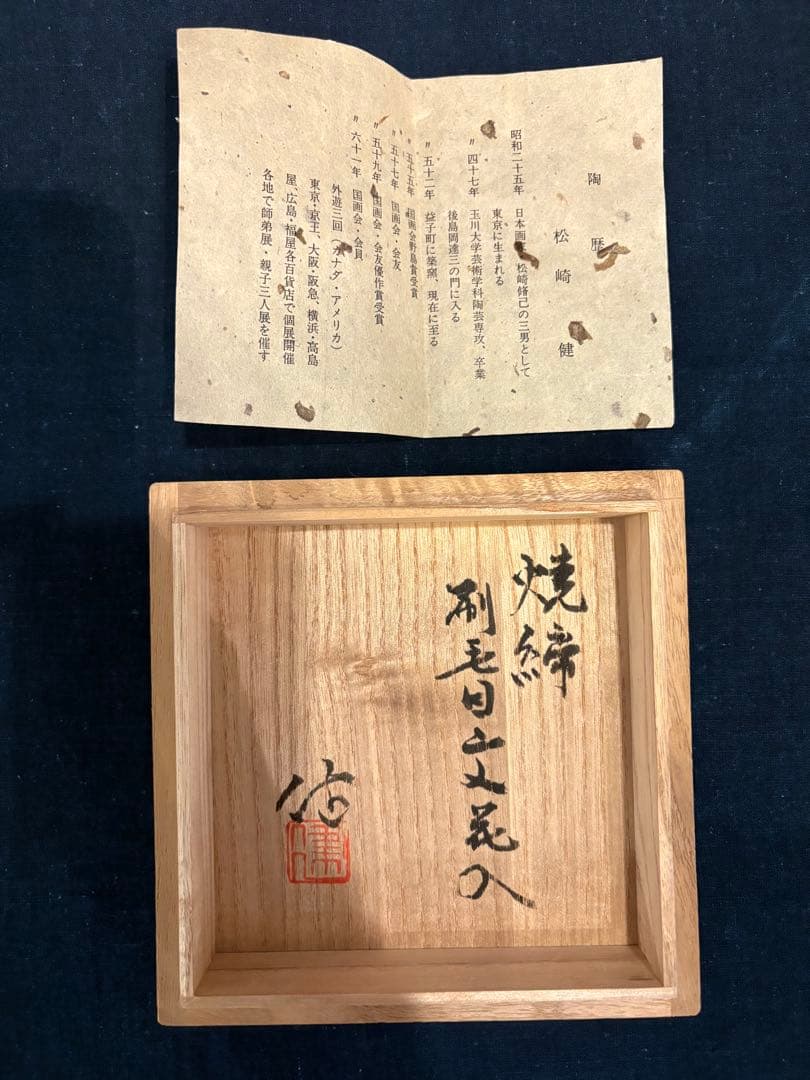 陶歴
松崎 健
昭和二十五年 日本画家 松崎脩己の三男として
東京に生まれる
〃 四十七年 玉川大学芸術学科陶芸専攻、卒業
後島岡達三の門に入る
〃 五十二年 益子町に築窯、現在に至る
〃 五十五年 国画会野島賞受賞
〃 五十七年 国画会・会友
〃 五十九年 国画会・会友優作賞受賞
〃 六十一年 国画会・会員
外遊三回(カナダ・アメリカ)
東京・京王、大阪・阪急、横浜・高島
屋、広島・福屋各百貨店で個展開催
各地で師弟展・親子三人展を催す
焼締
刷毛目山文花入
健